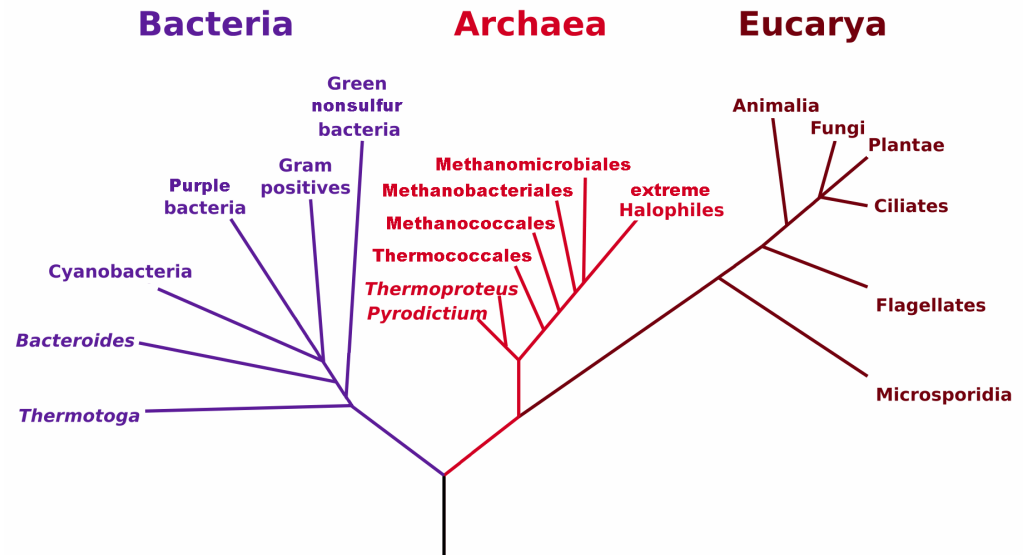 Bacteria
Archaea
Eucarya
Green
nonsulfur
bacteria
Gram
positives
Purple
bacteria
Cyanobacteria
Bacteroides
Thermotoga
Methanomicrobiales
Methanobacteriales
extreme
Halophiles
Methanococcales
Thermococcales
Thermoproteus
Pyrodictium
Animalia
Fungi
Plantae
Ciliates
Flagellates
Microsporidia